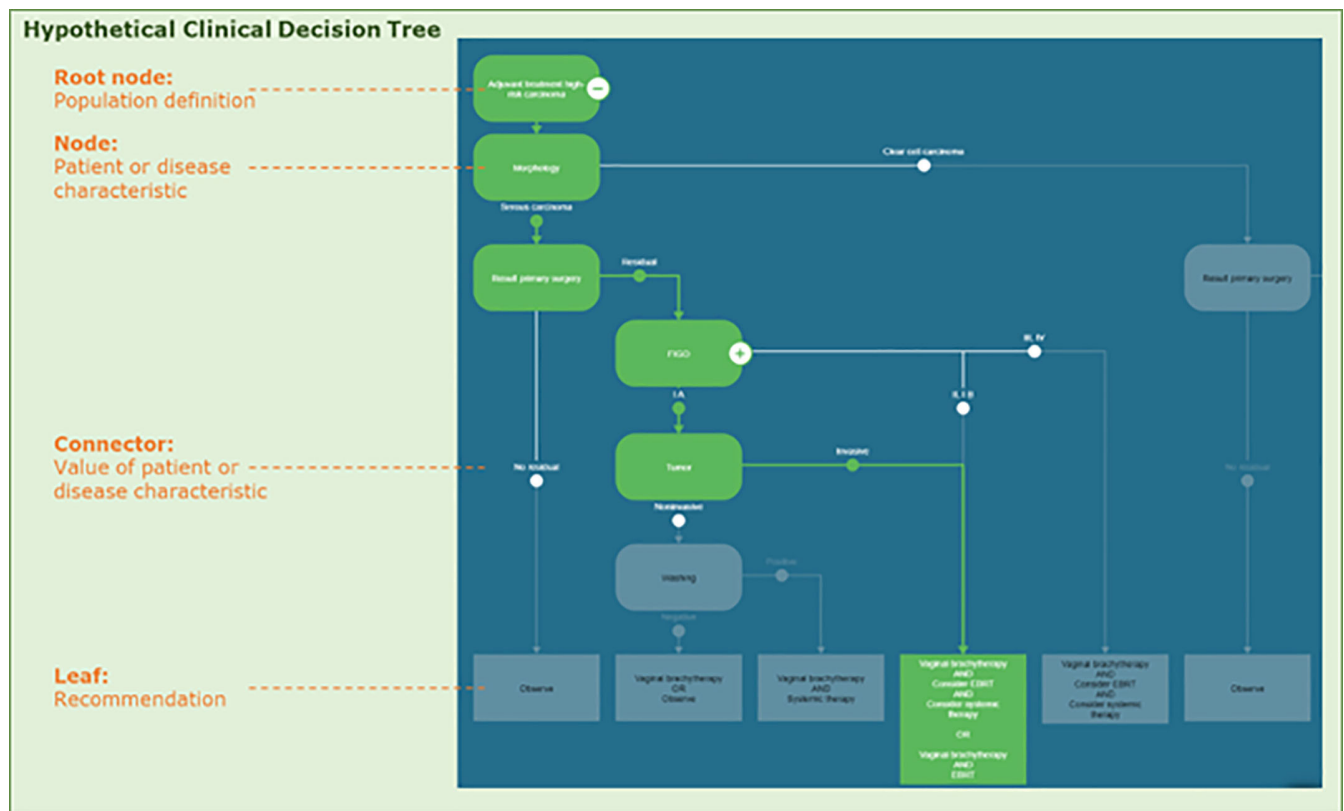 Hypothetical Clinical Decision Tree
Root node:
Population definition
Adjuvant treatment high-
risk carcinoma
Node:
Patient or disease
characteristic
Morphology
Clear cell carcinoma
Serous carcinoma
Result primary surgery
Residual
Result primary surgery
FIGO
III, IV
I A
II, I B
Connector:
Value of patient or
disease characteristic
No residual
Tumor
Invasive
No residual
Noninvasive
Washing
Positive
Negative
Leaf:
Recommendation
Observe
Vaginal brachytherapy
OR
Observe
Vaginal brachytherapy
AND
Systemic therapy
Vaginal brachytherapy
AND
Consider EBRT
AND
Consider systemic
therapy
OR
Vaginal brachytherapy
AND
EBRT
Vaginal brachytherapy
AND
Consider EBRT
AND
Consider systemic
therapy
Observe